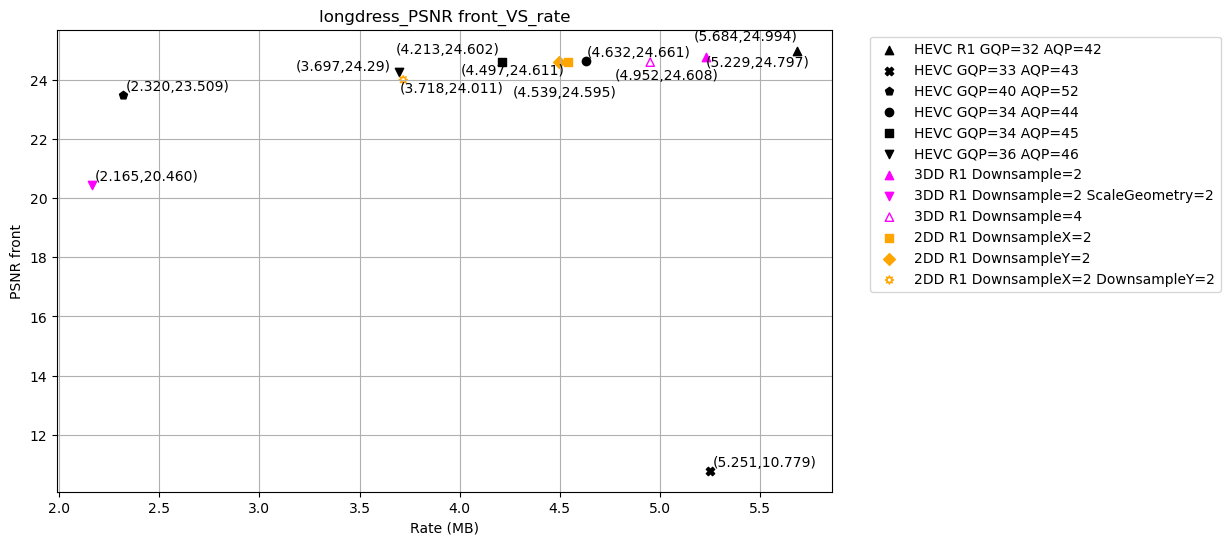 longdress_PSNR front_VS_rate
PSNR front
24
22
20
18
16
14
12
(5.684,24.994)
(4.213,24.602)
(4.632,24.661)
(3.697,24.29)
(4.497,24.611)
(5.229,24.797)
(4.952,24.608)
(2.320,23.509)
(3.718,24.011)
(4.539,24.595)
(2.165,20.460)
(5.251,10.779)
2.0
2.5
3.0
3.5
4.0
4.5
5.0
5.5
Rate (MB)
HEVC R1 GQP=32 AQP=42
HEVC GQP=33 AQP=43
HEVC GQP=40 AQP=52
HEVC GQP=34 AQP=44
HEVC GQP=34 AQP=45
HEVC GQP=36 AQP=46
3DD R1 Downsample=2
3DD R1 Downsample=2 ScaleGeometry=2
3DD R1 Downsample=4
2DD R1 DownsampleX=2
2DD R1 DownsampleY=2
2DD R1 DownsampleX=2 DownsampleY=2